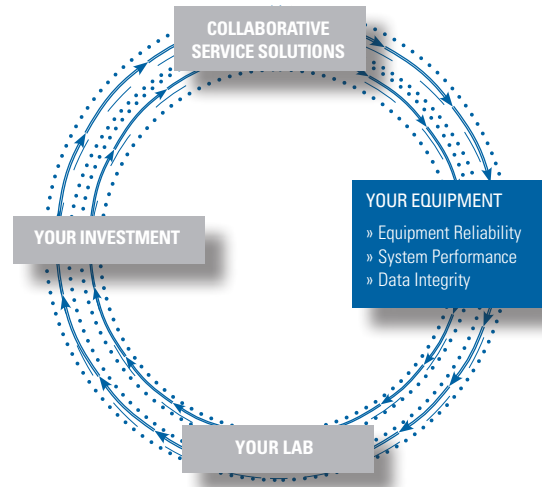 COLLABORATIVE
SERVICE SOLUTIONS
YOUR EQUIPMENT
» Equipment Reliability
» System Performance
» Data Integrity
YOUR INVESTMENT
YOUR LAB